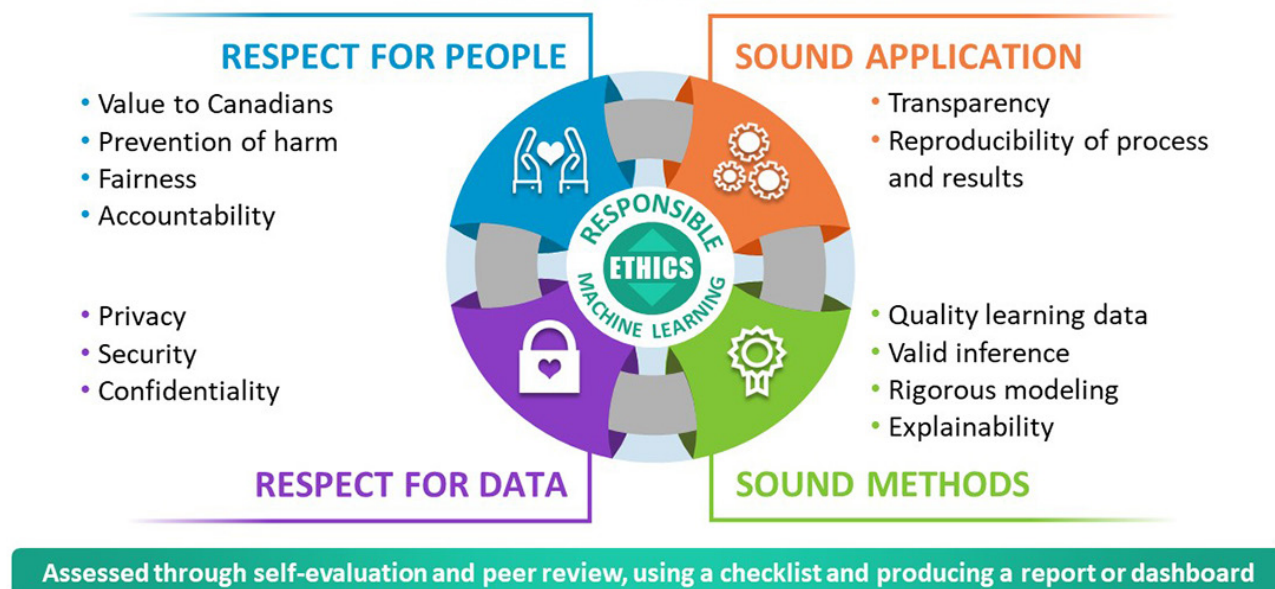 RESPECT FOR PEOPLE
• Value to Canadians
• Prevention of harm
• Fairness
• Accountability
SOUND APPLICATION
• Transparency
• Reproducibility of process
and results
RESPONSIBLE
ETHICS
MACHINE LEARNING
• Privacy
• Security
• Confidentiality
RESPECT FOR DATA
• Quality learning data
• Valid inference
• Rigorous modeling
• Explainability
SOUND METHODS
Assessed through self-evaluation and peer review, using a checklist and producing a report or dashboard